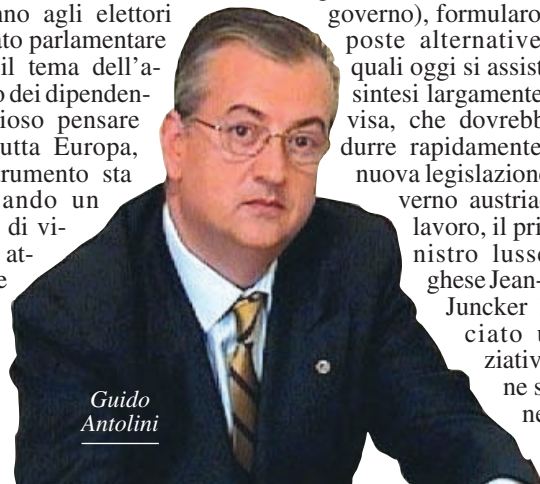 nno agli elettori
ato parlamentare
il tema dell'a-
o dei dipenden-
ioso pensare
utta Europa,
rumento sta
ando un
di vi-
at-
e
Guido
Antolini
governo), formularo
poste alternative
quali oggi si assist
sintesi largamente
visa, che dovrebb
durre rapidamente
nuova legislazione
verno austria
lavoro, il pri
nistro lusse
ghese Jean-
Juncker
ciato u
ziativ
ne s
ne